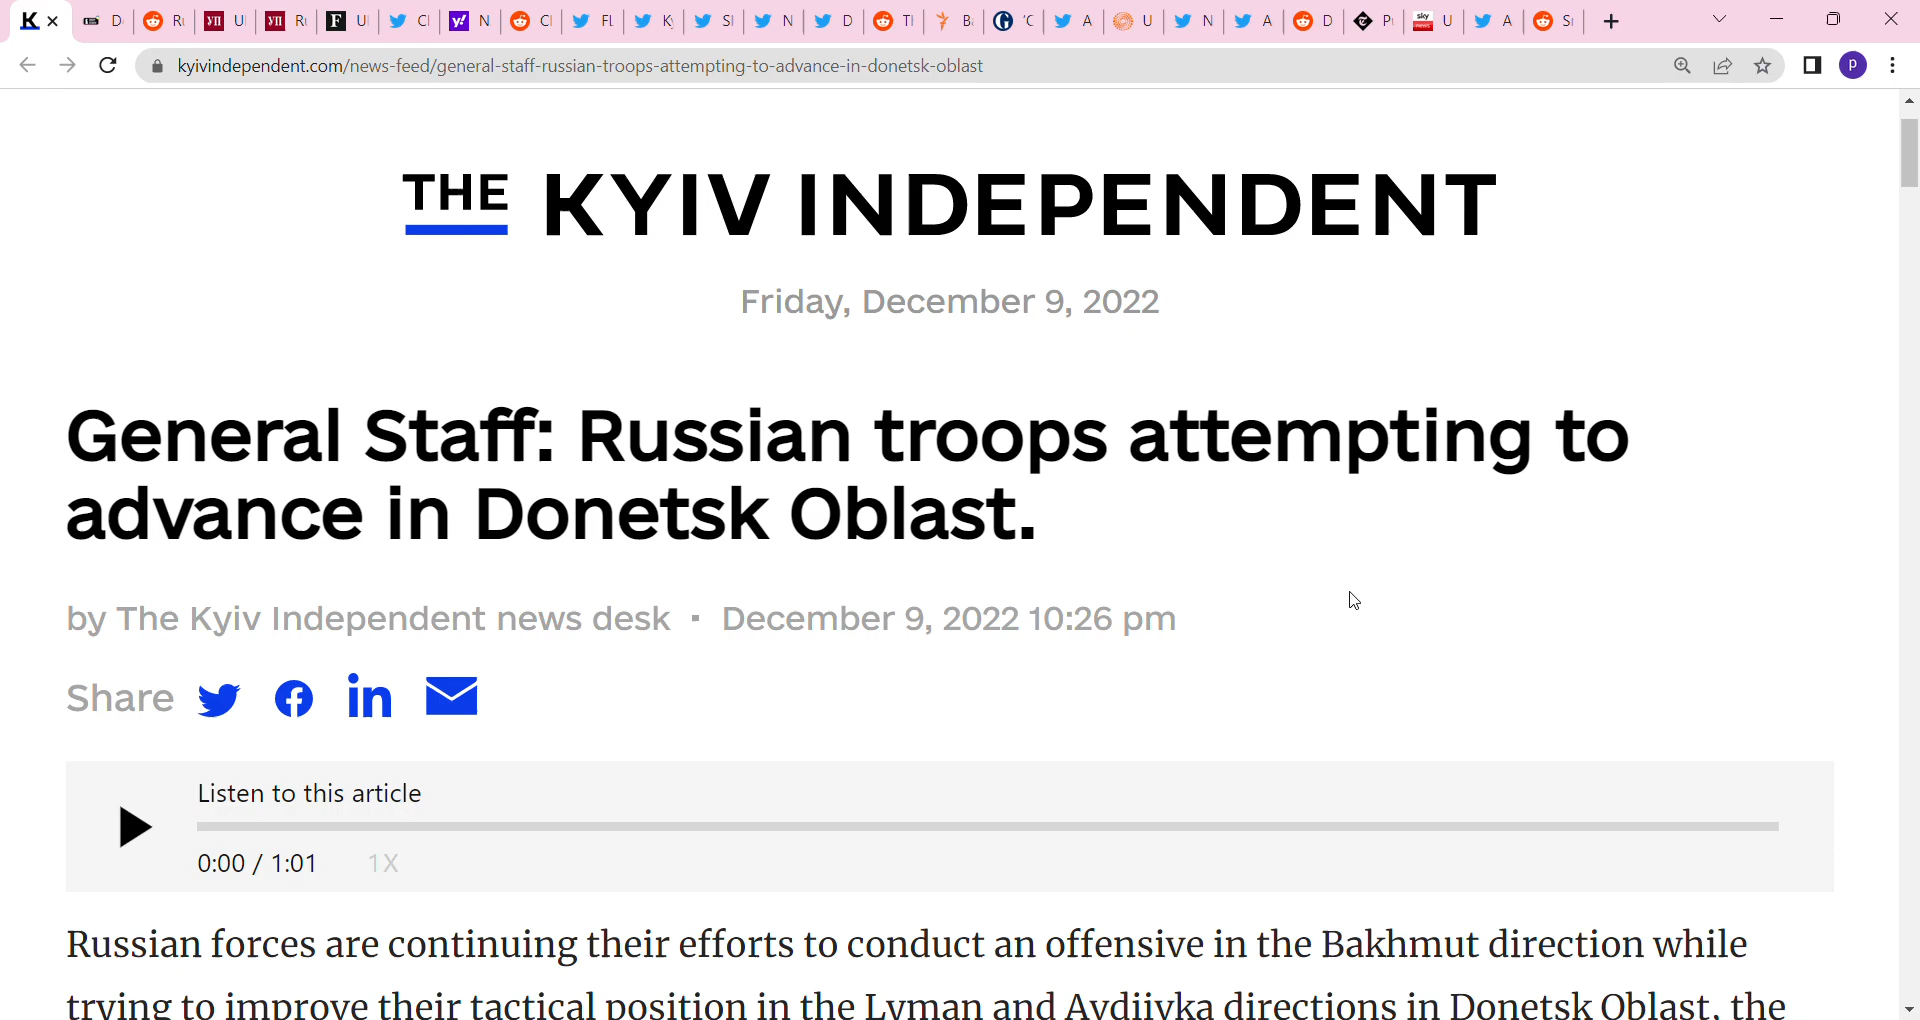 kyivindependent.com/news-feed/general-staff-russian-troops-attempting-to-advance-in-donetsk-oblast
THE KYIV INDEPENDENT
Friday, December 9, 2022
General Staff: Russian troops attempting to
advance in Donetsk Oblast.
by The Kyiv Independent news desk · December 9, 2022 10:26 pm
Share
Listen to this article
0:00 / 1:01 1X
Russian forces are continuing their efforts to conduct an offensive in the Bakhmut direction while
trying to improve their tactical position in the Lyman and Avdiivka directions in Donetsk Oblast, the